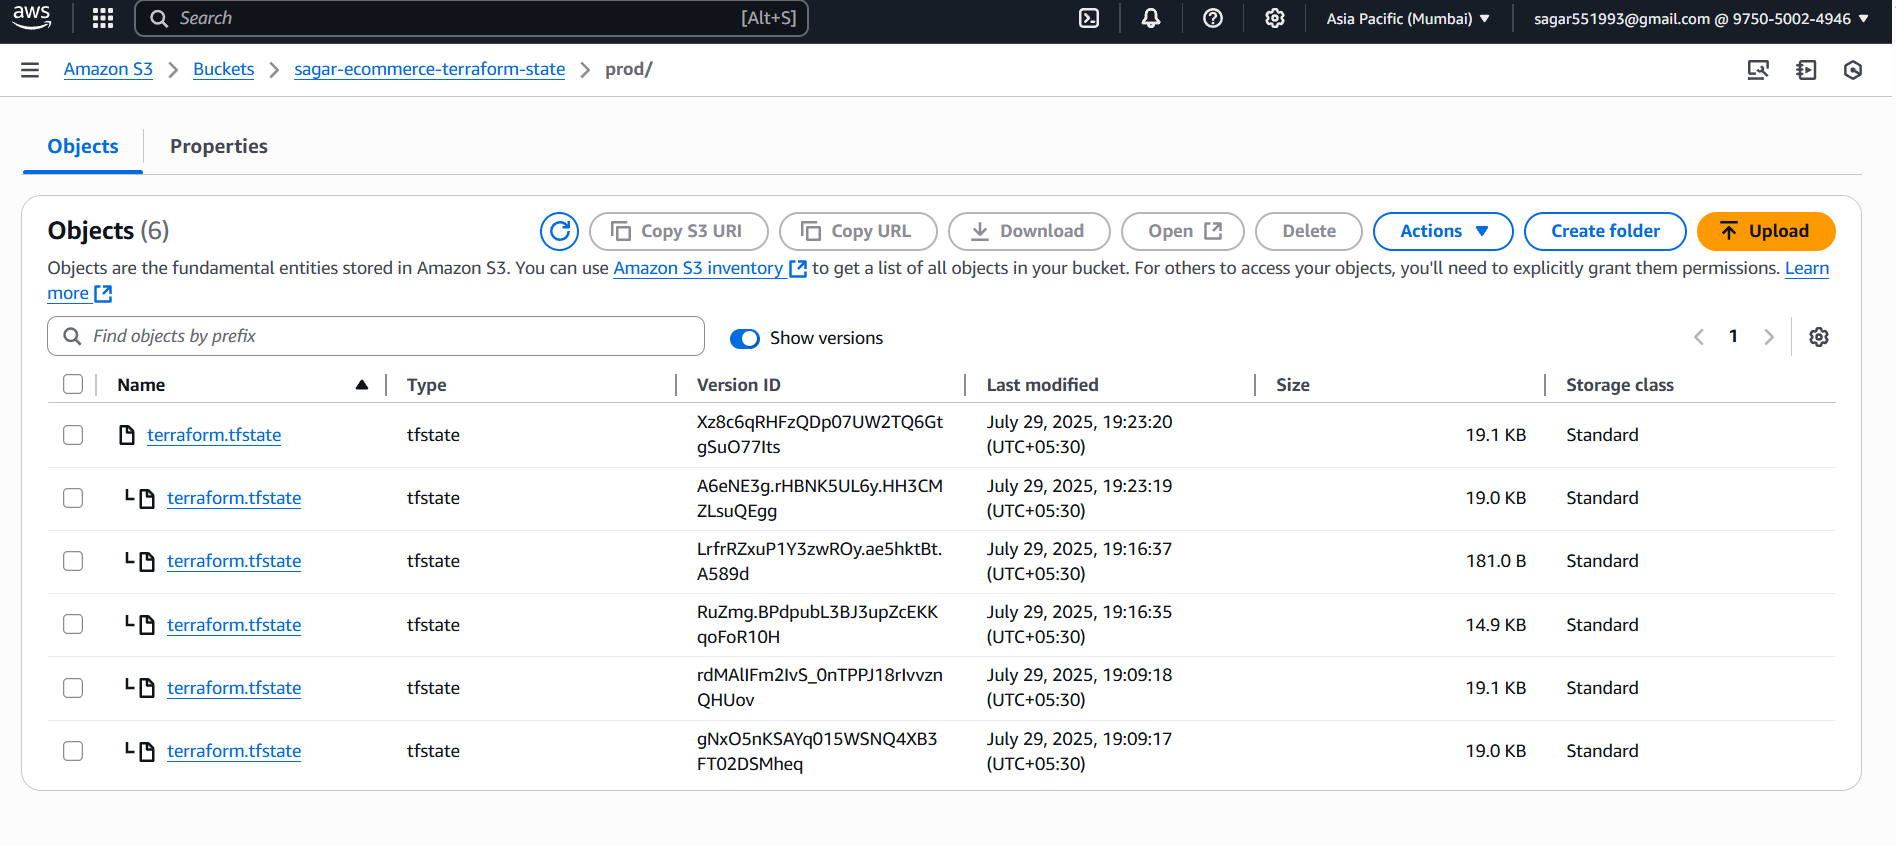 aws
Search [Alt+S] Asia Pacific (Mumbai) sagar551993@gmail.com @ 9750-5002-4946
Amazon S3 Buckets sagar-ecommerce-terraform-state prod/
Objects Properties
Objects (6) Copy S3 URI Copy URL Download Open Delete Actions Create folder Upload
Objects are the fundamental entities stored in Amazon S3. You can use Amazon S3 inventory to get a list of all objects in your bucket. For others to access your objects, you'll need to explicitly grant them permissions. Learn
more
Find objects by prefix Show versions 1
Name Type Version ID Last modified Size Storage class
terraform.tfstate tfstate Xz8c6qRHFzQDp07UW2TQ6Gt July 29, 2025, 19:23:20 19.1 KB Standard
gSuO77Its (UTC+05:30)
terraform.tfstate tfstate A6eNE3g.rHBNK5UL6y.HH3CM July 29, 2025, 19:23:19 19.0 KB Standard
ZLsuQEgg (UTC+05:30)
terraform.tfstate tfstate LrfrRZxuP1Y3zwROy.ae5hktBt. July 29, 2025, 19:16:37 181.0 B Standard
A589d (UTC+05:30)
terraform.tfstate tfstate RuZmg.BPdpubL3BJ3upZcEKK July 29, 2025, 19:16:35 14.9 KB Standard
qoFoR10H (UTC+05:30)
terraform.tfstate tfstate rdMAlIFm2IvS_0nTPPJ18rIvvzn July 29, 2025, 19:09:18 19.1 KB Standard
QHUov (UTC+05:30)
terraform.tfstate tfstate gNxO5nKSAYq015WSNQ4XB3 July 29, 2025, 19:09:17 19.0 KB Standard
FT02DSMheq (UTC+05:30)